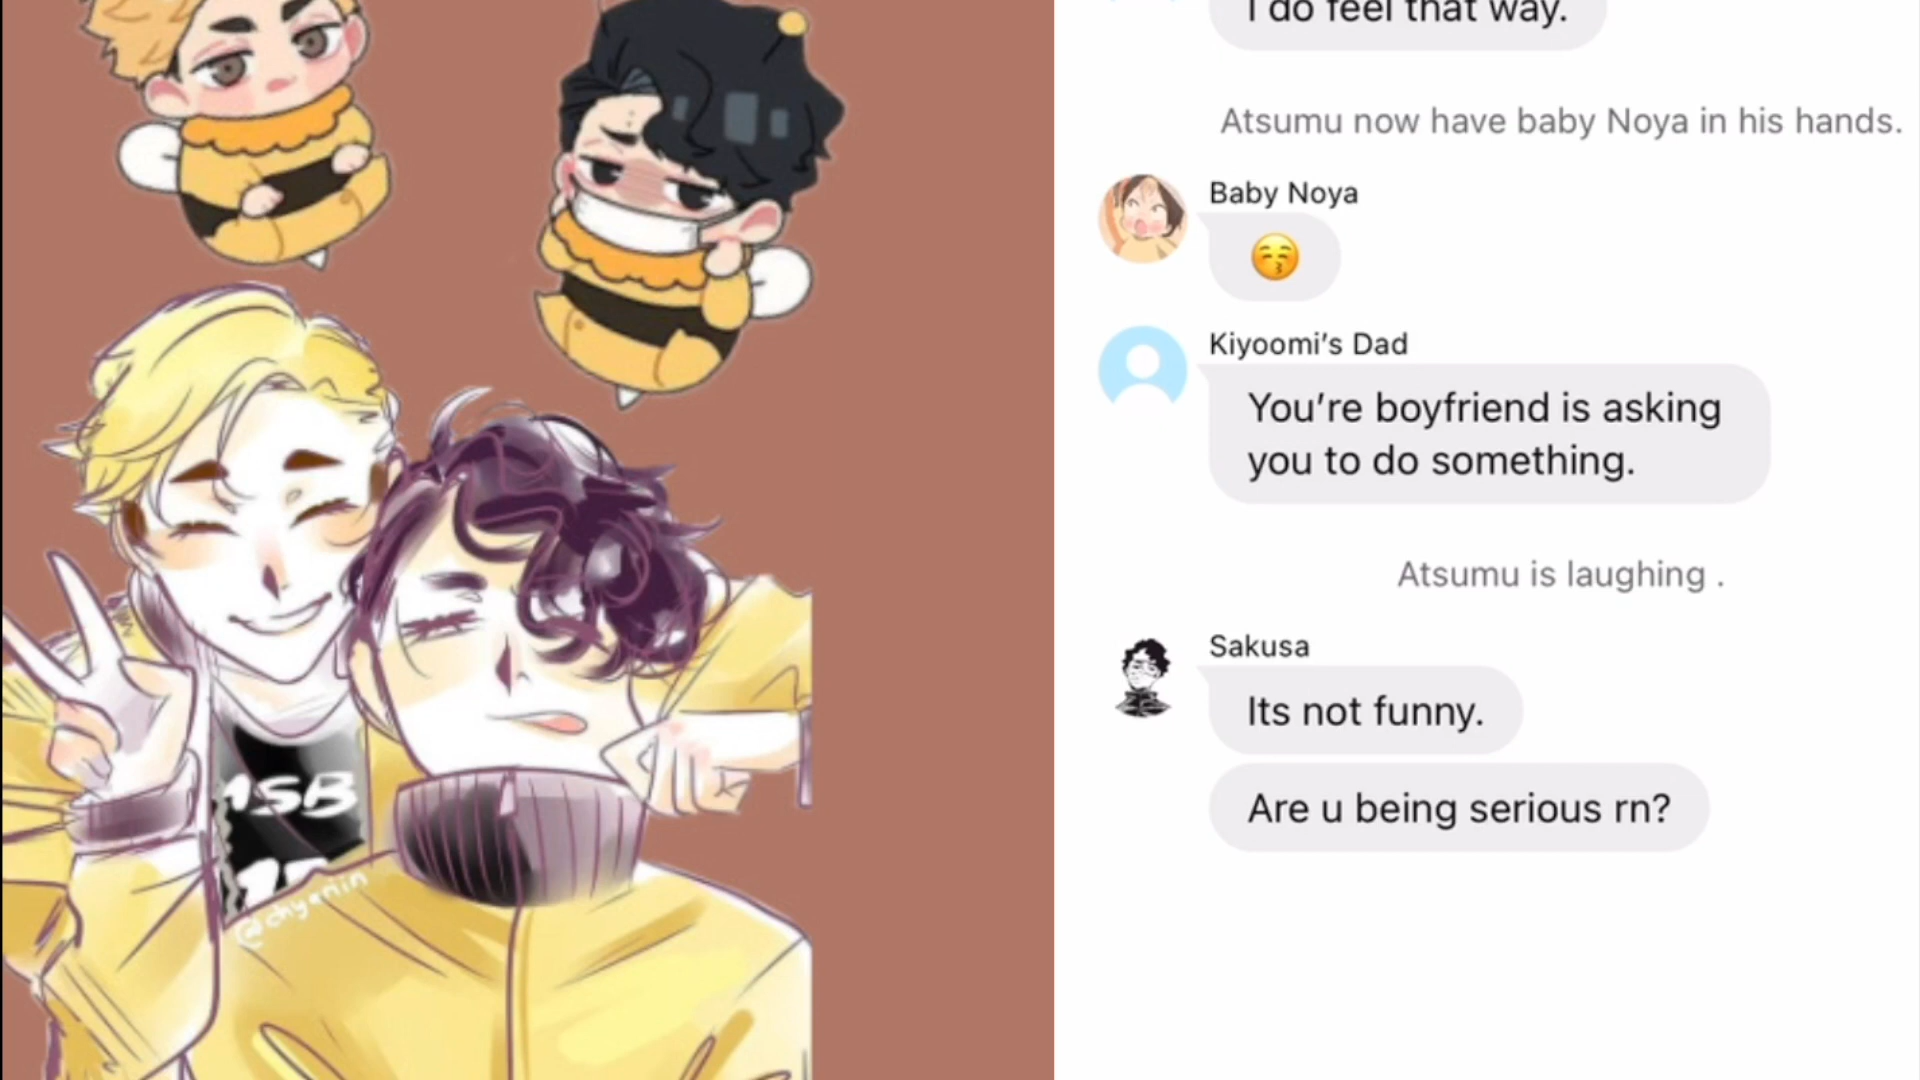 I do feel that way.
Atsumu now have baby Noya in his hands.
Baby Noya
Kiyoomi’s Dad
You’re boyfriend is asking
you to do something.
Atsumu is laughing .
Sakusa
Its not funny.
Are u being serious rn?
MSB